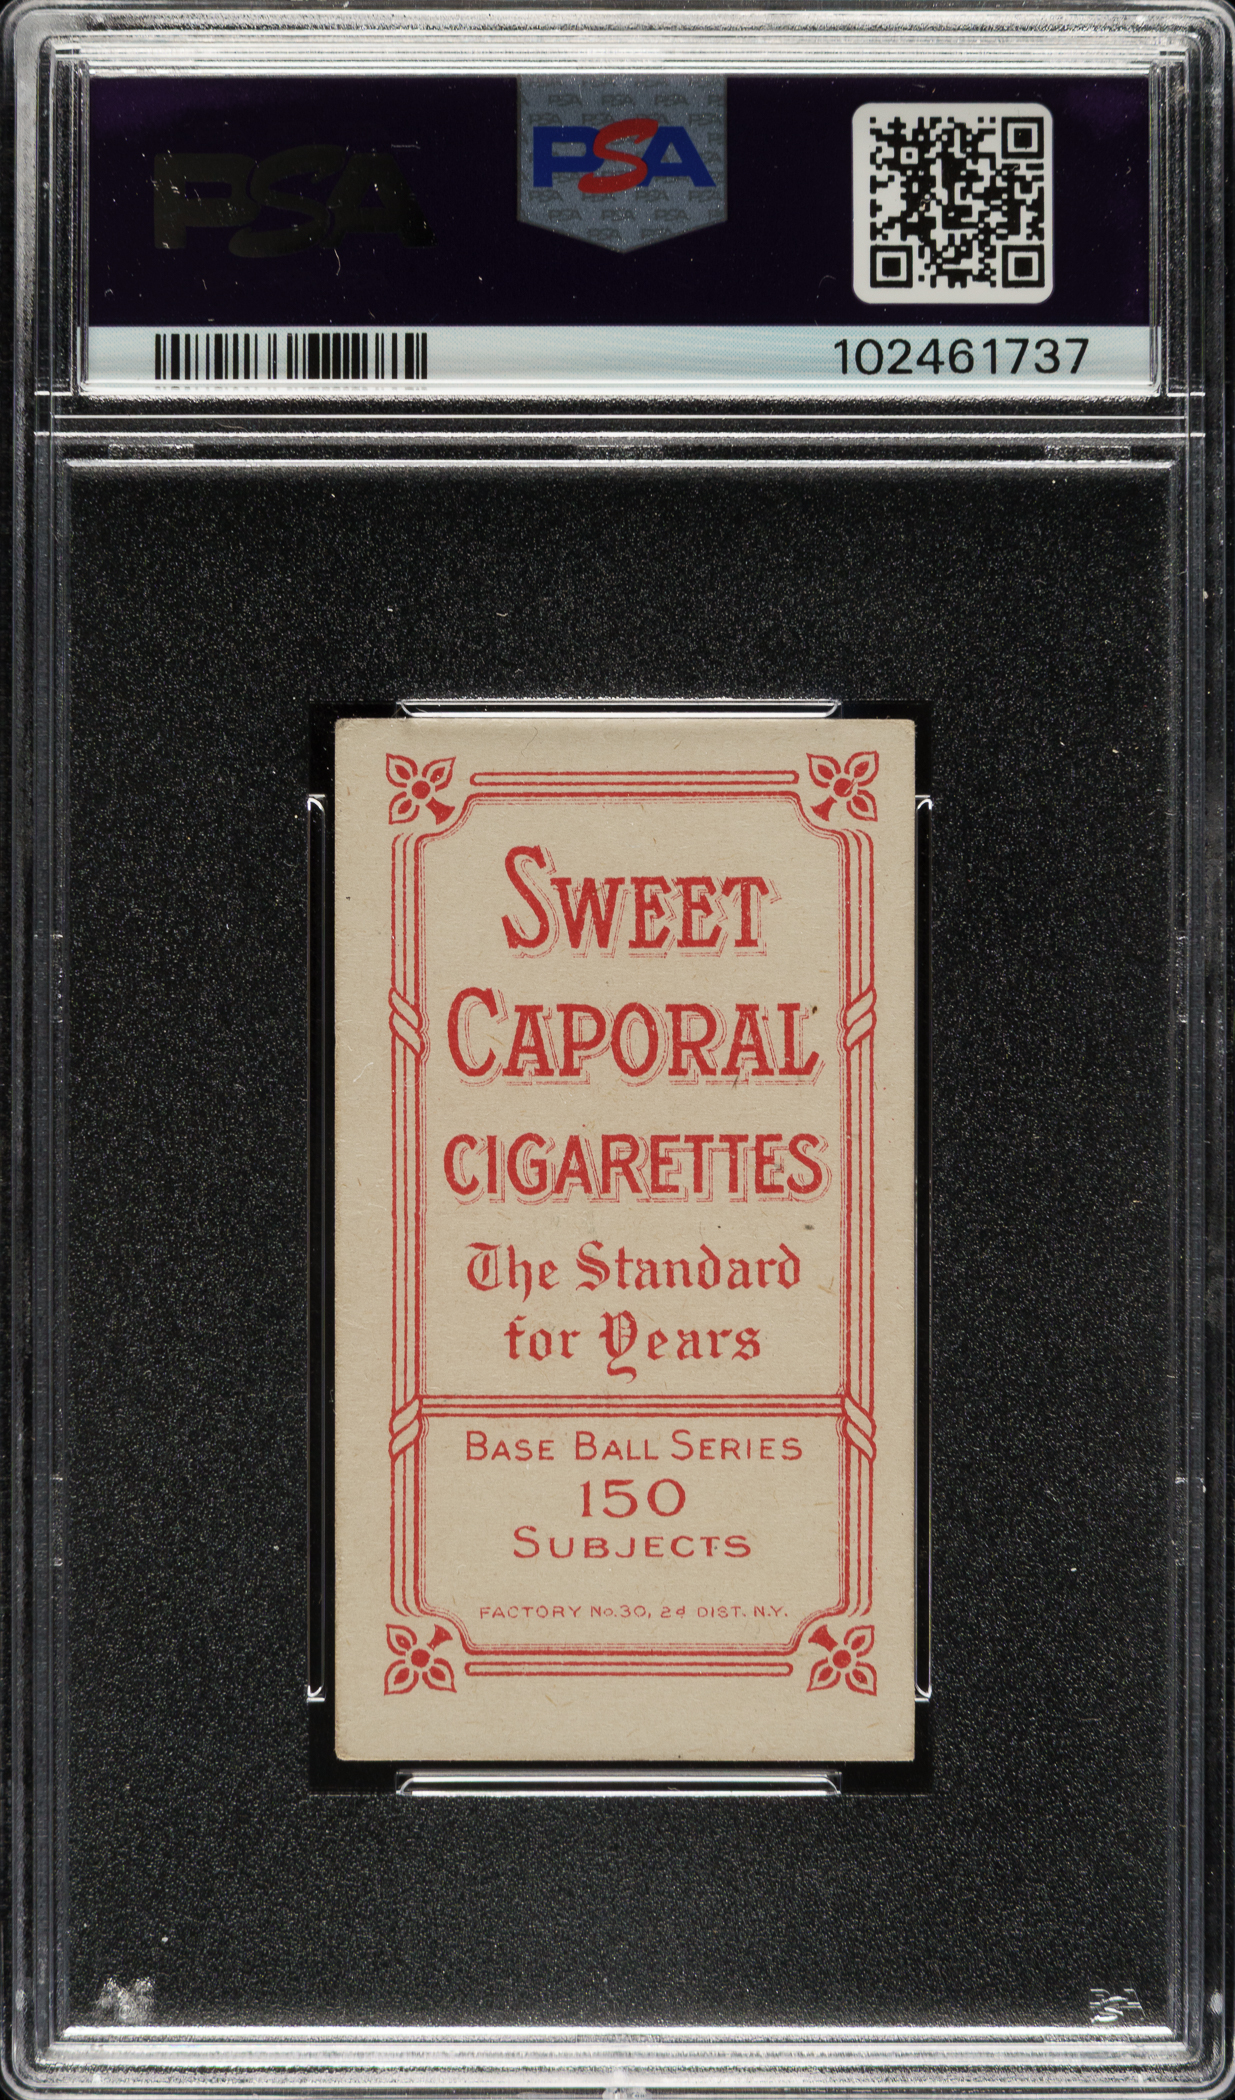 PSA
PSA
102461737
SWEET
CAPORAL
CIGARETTES
The Standard
for Years
BASE BALL SERIES
150
SUBJECTS
FACTORY No.30, 2d DIST. N.Y.
PSA